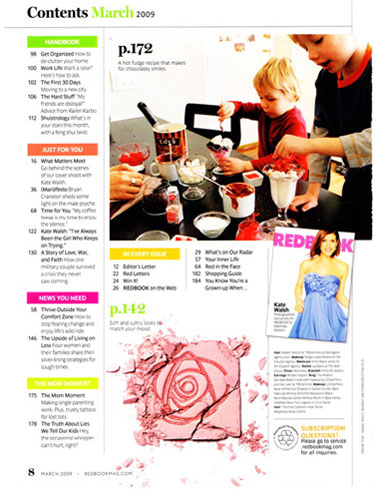 Contents March 2009
HANDBOOK
98 Get Organized How to
de-clutter your home.
100 Work Life Want a raise?
Here's how to ask.
102 The First 30 Days
Moving to a new city.
106 The Hard Stuff "My
friends are disloyal!"
Advice from Karen Karbo.
112 Shuistrology What's in
your stars this month,
with a feng shui twist.
JUST FOR YOU
16 What Matters Most
Go behind the scenes
of our cover shoot with
Kate Walsh.
36 (Man)ifesto Bryan
Cranston sheds some
light on the male psyche.
68 Time for You "My coffee
break is my time to enjoy
the silence."
122 Kate Walsh: "I've Always
Been the Girl Who Keeps
on Trying."
130 A Story of Love, War,
and Faith How one
military couple survived
a crisis they never
saw coming.
NEWS YOU NEED
58 Thrive Outside Your
Comfort Zone How to
stop fearing change and
enjoy life's wild ride.
146 The Upside of Living on
Less Four women and
their families share their
silver-lining strategies for
tough times.
THE MOM MOMENT
175 The Mom Moment
Making single parenting
work. Plus, trusty tattoos
for lost tots.
178 The Truth About Lies
We Tell Our Kids Hey,
the occasional whopper
can't hurt, right?
p.172
A hot fudge recipe that makes
for chocolatey smiles.
IN EVERY ISSUE
12 Editor's Letter
22 Red Letters
24 Win It!
26 REDBOOK on the Web
29 What's on Our Radar
57 Your Inner Life
64 Red in the Face
182 Shopping Guide
184 You Know You're a
Grown-up When...
REDBOOK
Kate
Walsh
p.142
Soft and sultry looks to
match your mood.
SUBSCRIPTION
QUESTIONS?
Please go to service
.redbookmag.com
for all inquiries.
8 MARCH 2009 • REDBOOKMAG.COM